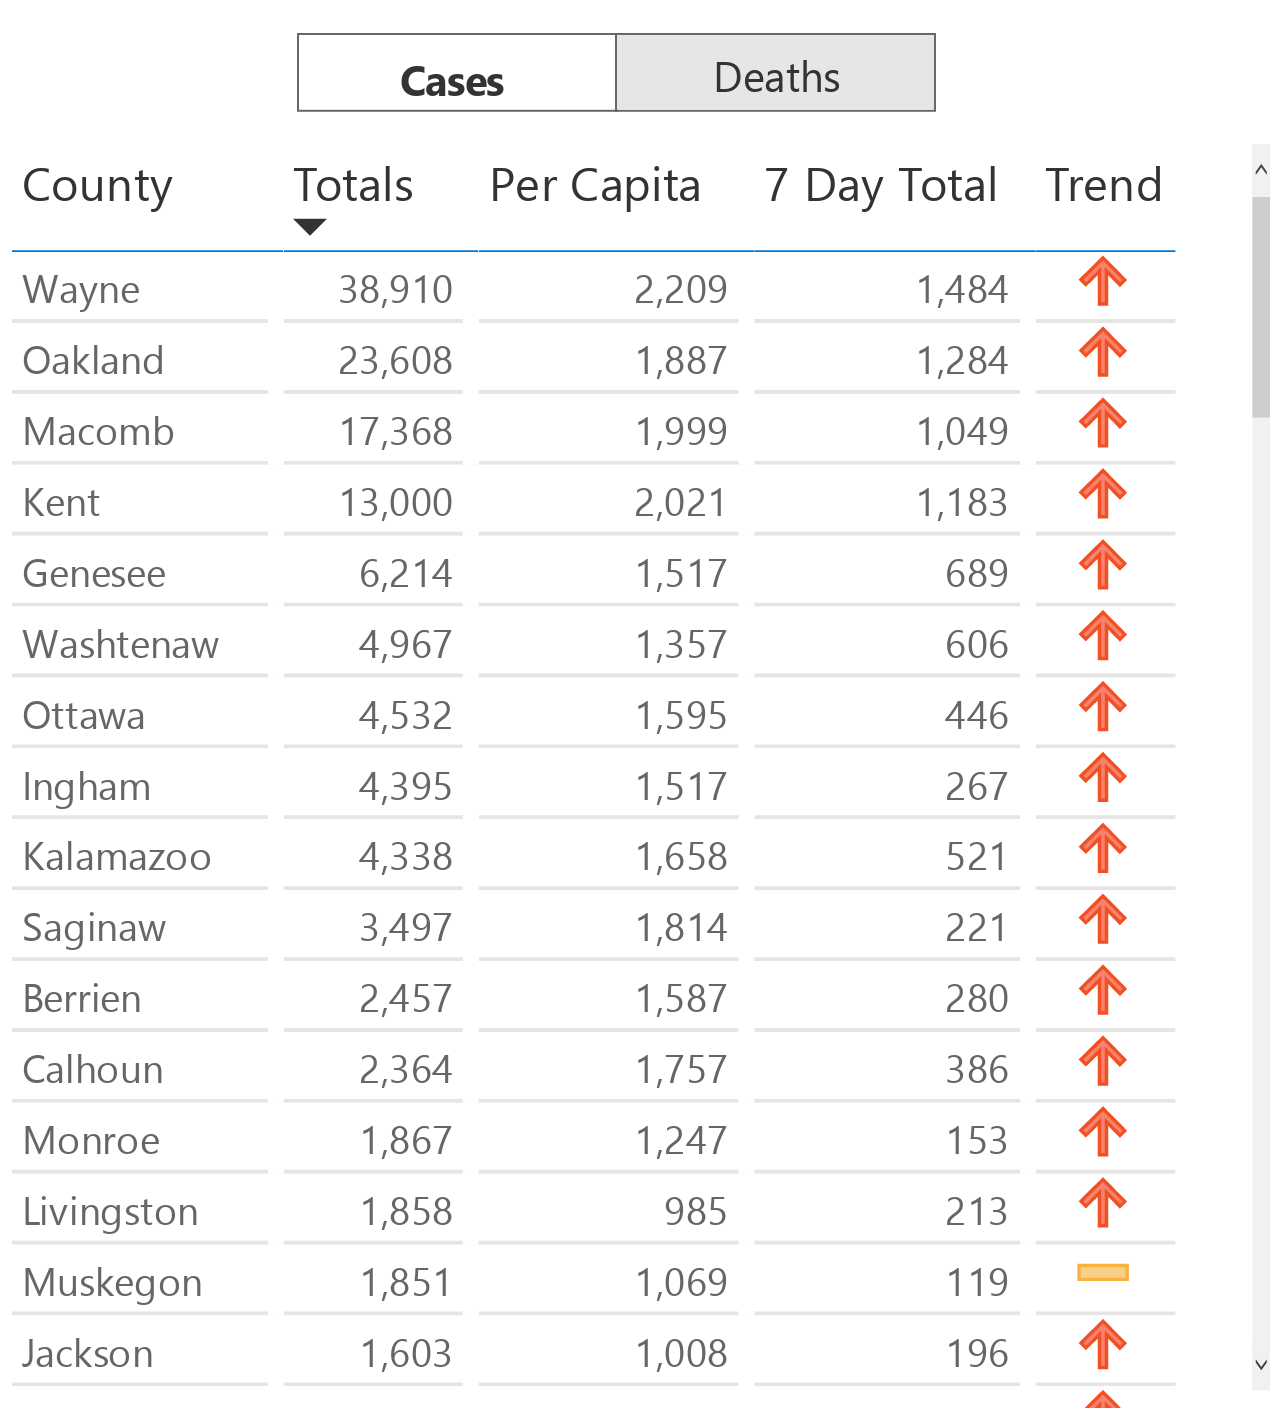 Cases Deaths
County Totals Per Capita 7 Day Total Trend
Wayne 38,910 2,209 1,484
Oakland 23,608 1,887 1,284
Macomb 17,368 1,999 1,049
Kent 13,000 2,021 1,183
Genesee 6,214 1,517 689
Washtenaw 4,967 1,357 606
Ottawa 4,532 1,595 446
Ingham 4,395 1,517 267
Kalamazoo 4,338 1,658 521
Saginaw 3,497 1,814 221
Berrien 2,457 1,587 280
Calhoun 2,364 1,757 386
Monroe 1,867 1,247 153
Livingston 1,858 985 213
Muskegon 1,851 1,069 119
Jackson 1,603 1,008 196